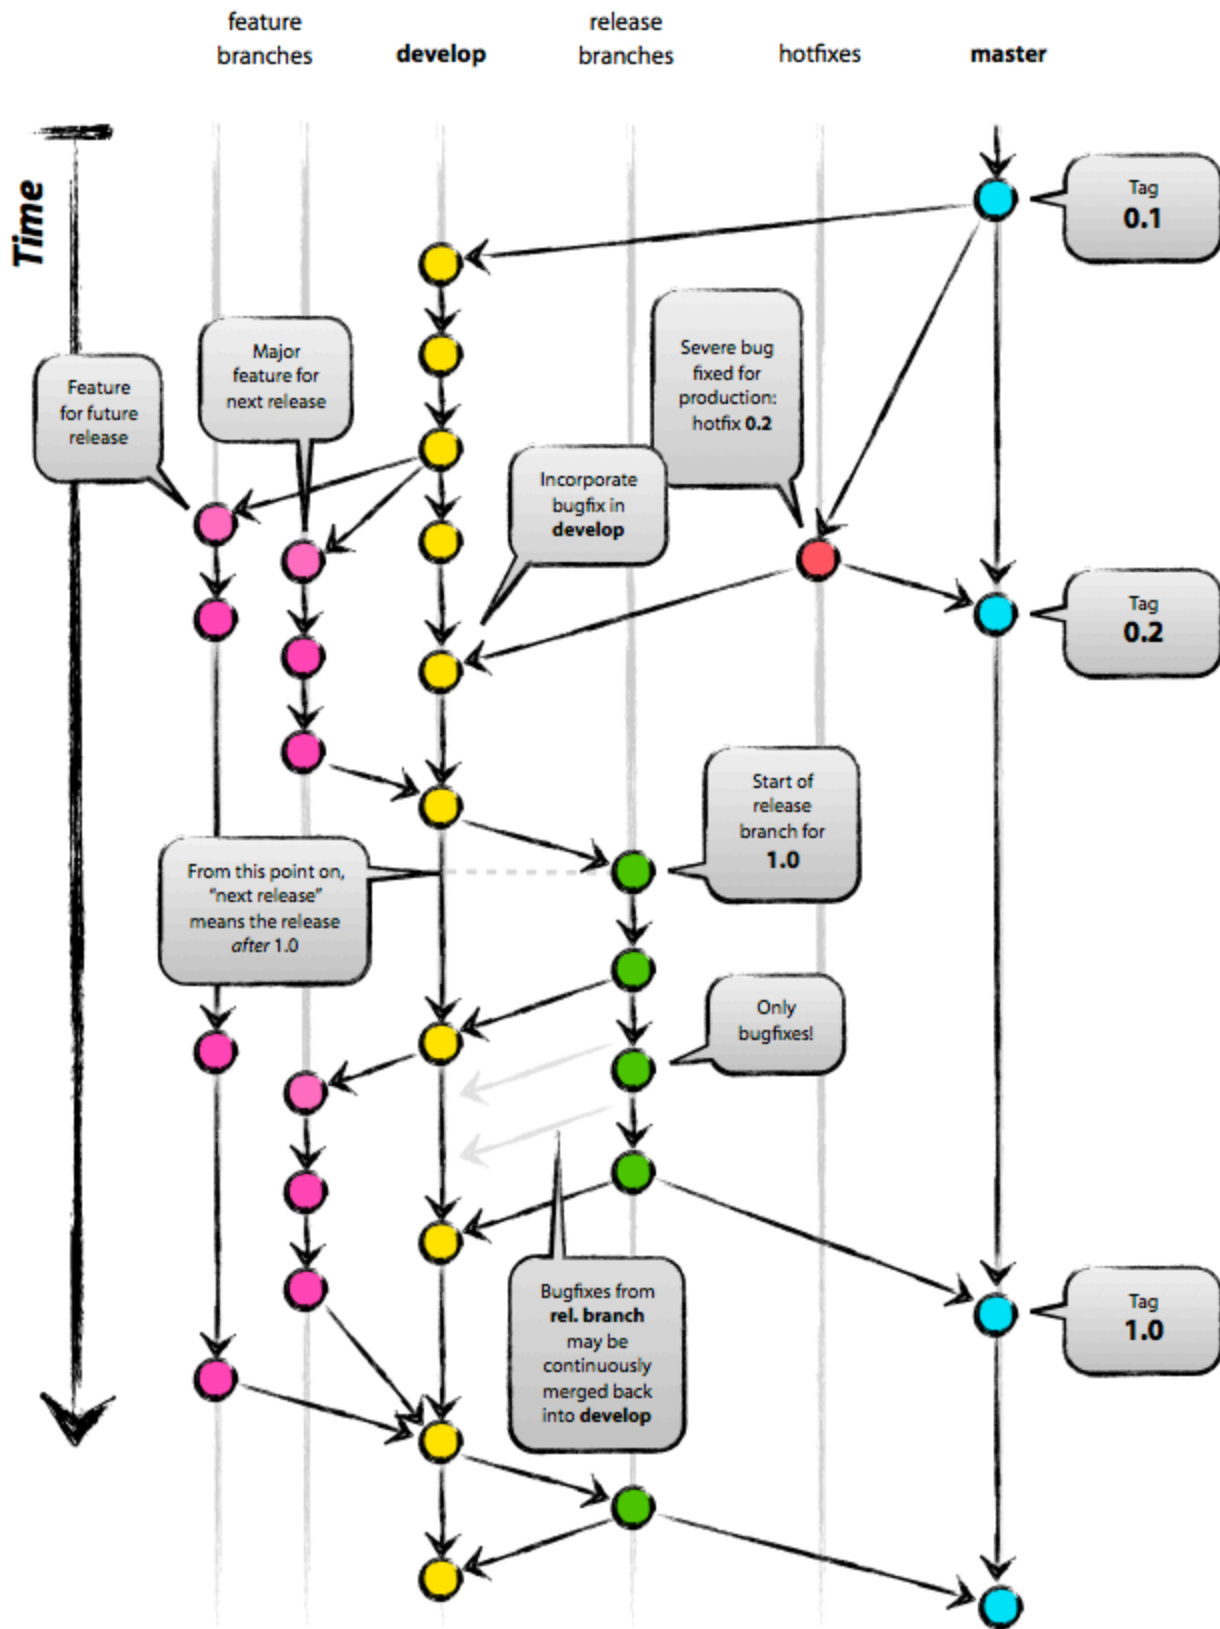 feature
branches
develop
release
branches
hotfixes
master
Time
Tag
0.1
Major
feature for
next release
Severe bug
fixed for
production:
hotfix 0.2
Feature
for future
release
Incorporate
bugfix in
develop
Tag
0.2
Start of
release
branch for
1.0
From this point on,
“next release”
means the release
after 1.0
Only
bugfixes!
Bugfixes from
rel. branch
may be
continuously
merged back
into develop
Tag
1.0